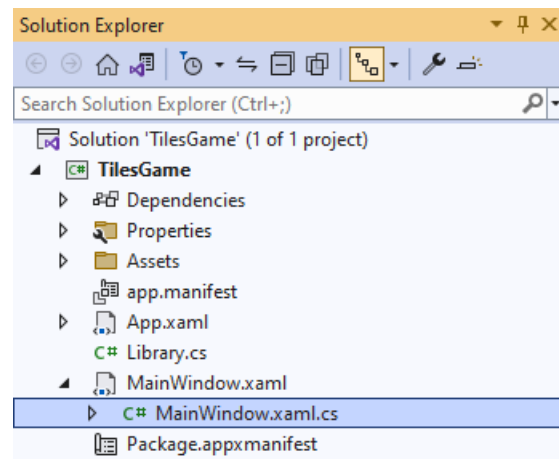 Solution Explorer
Search Solution Explorer (Ctrl+;)
Solution 'TilesGame' (1 of 1 project)
C# TilesGame
Dependencies
Properties
Assets
app.manifest
App.xaml
C# Library.cs
MainWindow.xaml
C# MainWindow.xaml.cs
Package.appxmanifest